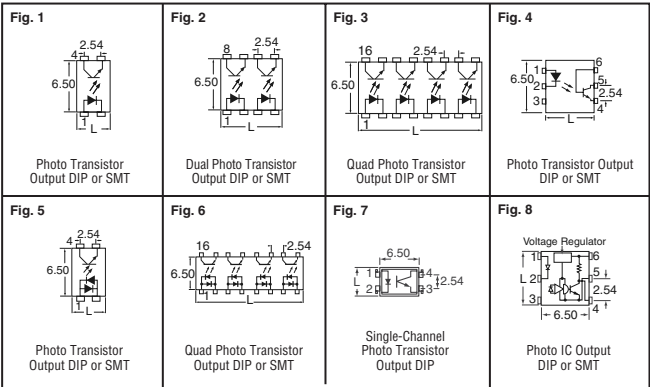 Fig. 1
4
2.54
6.50
1
L
Photo Transistor
Output DIP or SMT
Fig. 2
8
2.54
6.50
1
L
Dual Photo Transistor
Output DIP or SMT
Fig. 3
16
2.54
6.50
1
L
Quad Photo Transistor
Output DIP or SMT
Fig. 4
1
6
6.50
2
5
2.54
3
4
L
Photo Transistor Output
DIP or SMT
Fig. 5
4
2.54
6.50
1
L
Photo Transistor
Output DIP or SMT
Fig. 6
16
2.54
6.50
1
L
Quad Photo Transistor
Output DIP or SMT
Fig. 7
6.50
1
4
L
2.54
2
3
Single-Channel
Photo Transistor
Output DIP
Fig. 8
Voltage Regulator
1
6
L
2
5
2.54
3
6.50
4
Photo IC Output
DIP or SMT